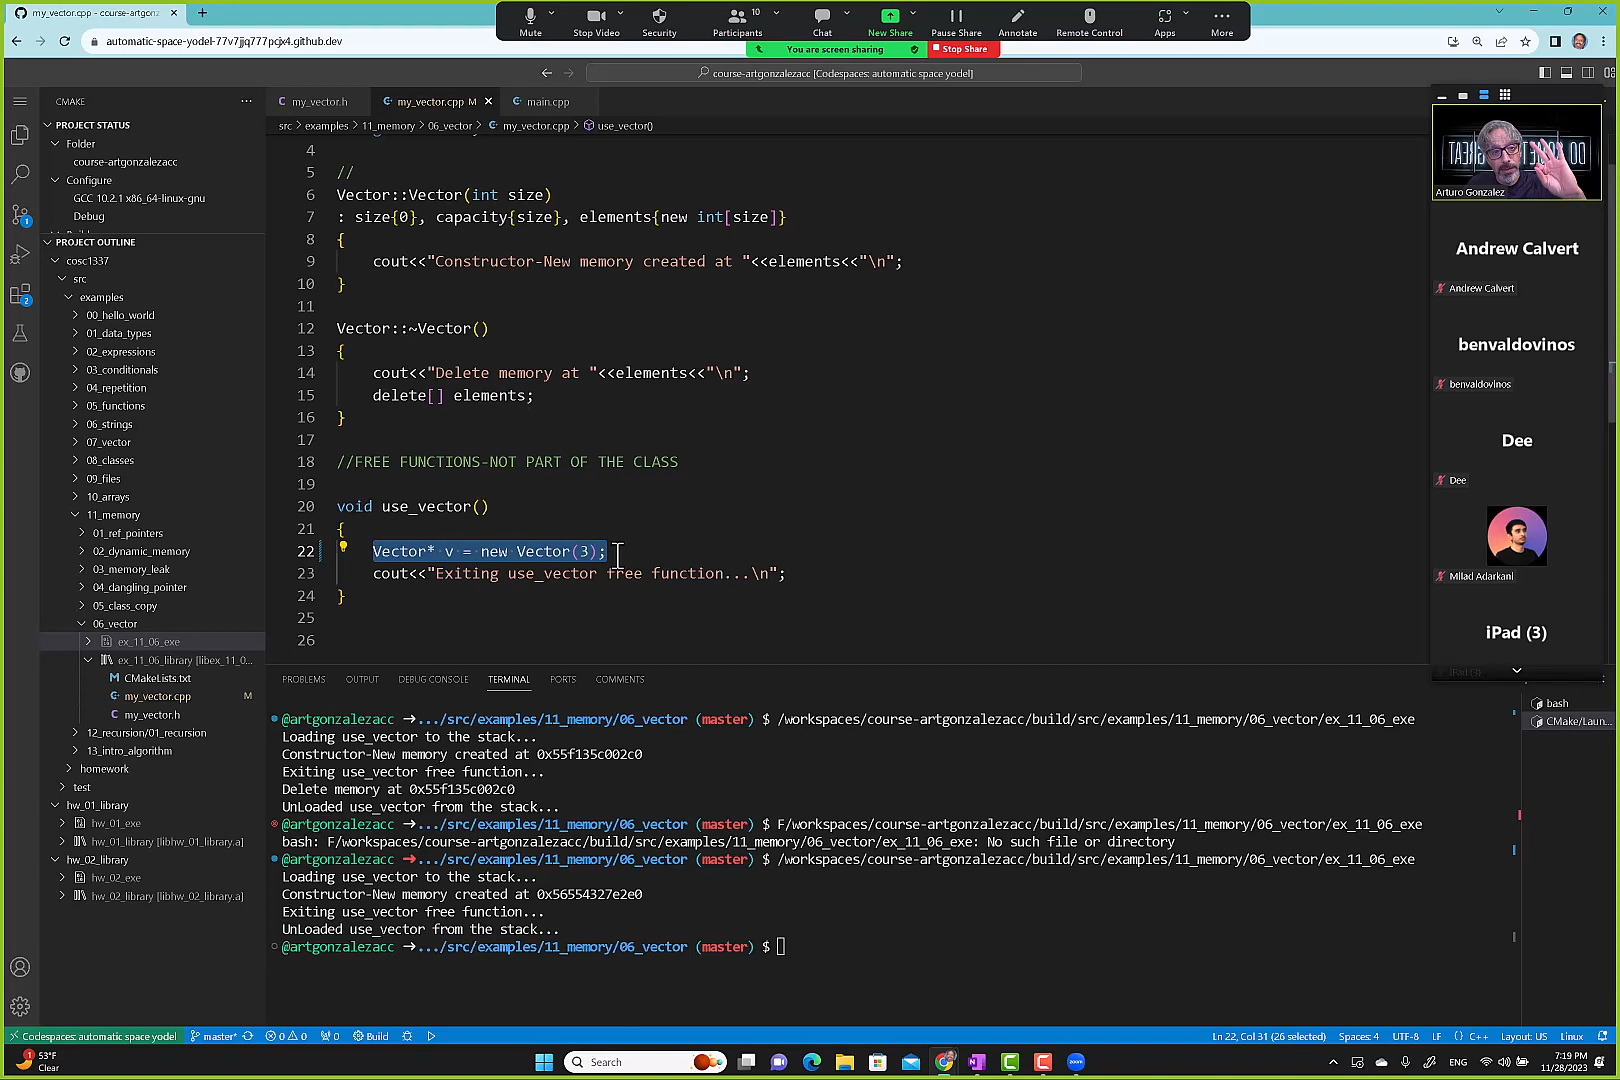 my_vector.cpp - course-artgonzal
automatic-space-yodel-77v7jjq777pcjx4.github.dev
Mute
Stop Video
Security
10
Participants
Chat
New Share
Pause Share
Annotate
Remote Control
Apps
More
You are screen sharing
Stop Share
course-artgonzalezacc [Codespaces: automatic space yodel]
CMAKE
PROJECT STATUS
Folder
course-artgonzalezacc
Configure
GCC 10.2.1 x86_64-linux-gnu
Debug
PROJECT OUTLINE
cosc1337
src
examples
00_hello_world
01_data_types
02_expressions
03_conditionals
04_repetition
05_functions
06_strings
07_vector
08_classes
09_files
10_arrays
11_memory
01_ref_pointers
02_dynamic_memory
03_memory_leak
04_dangling_pointer
05_class_copy
06_vector
ex_11_06_exe
ex_11_06_library [libex_11_0...
CMakeLists.txt
my_vector.cpp M
my_vector.h
12_recursion/01_recursion
13_intro_algorithm
homework
test
hw_01_library
hw_01_exe
hw_01_library [libhw_01_library.a]
hw_02_library
hw_02_exe
hw_02_library [libhw_02_library.a]
my_vector.h
my_vector.cpp M
main.cpp
src > examples > 11_memory > 06_vector > my_vector.cpp > use_vector()
4
5 //
6 Vector::Vector(int size)
7 : size{0}, capacity{size}, elements{new int[size]}
8 {
9 cout<<"Constructor-New memory created at "<<elements<<"\n";
10 }
11
12 Vector::~Vector()
13 {
14 cout<<"Delete memory at "<<elements<<"\n";
15 delete[] elements;
16 }
17
18 //FREE FUNCTIONS-NOT PART OF THE CLASS
19
20 void use_vector()
21 {
22 Vector* v = new Vector(3);
23 cout<<"Exiting use_vector free function...\n";
24 }
25
26
PROBLEMS OUTPUT DEBUG CONSOLE TERMINAL PORTS COMMENTS
@artgonzalezacc →.../src/examples/11_memory/06_vector (master) $ /workspaces/course-artgonzalezacc/build/src/examples/11_memory/06_vector/ex_11_06_exe
Loading use_vector to the stack...
Constructor-New memory created at 0x55f135c002c0
Exiting use_vector free function...
Delete memory at 0x55f135c002c0
UnLoaded use_vector from the stack...
@artgonzalezacc →.../src/examples/11_memory/06_vector (master) $ F/workspaces/course-artgonzalezacc/build/src/examples/11_memory/06_vector/ex_11_06_exe
bash: F/workspaces/course-artgonzalezacc/build/src/examples/11_memory/06_vector/ex_11_06_exe: No such file or directory
@artgonzalezacc →.../src/examples/11_memory/06_vector (master) $ /workspaces/course-artgonzalezacc/build/src/examples/11_memory/06_vector/ex_11_06_exe
Loading use_vector to the stack...
Constructor-New memory created at 0x56554327e2e0
Exiting use_vector free function...
UnLoaded use_vector from the stack...
@artgonzalezacc →.../src/examples/11_memory/06_vector (master) $
bash
CMake/Laun...
Arturo Gonzalez
Andrew Calvert
Andrew Calvert
benvaldovinos
benvaldovinos
Dee
Dee
Milad Adarkani
iPad (3)
Codespaces: automatic space yodel
master*
0 0
0
Build
Ln 22, Col 31 (26 selected)
Spaces: 4
UTF-8
LF
{} C++
Layout: US
Linux
1
53°F
Clear
Search
ENG
7:19 PM
11/28/2023